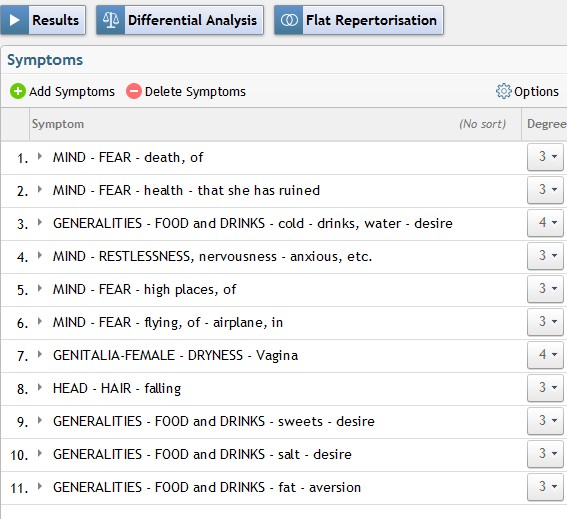 Results Differential Analysis Flat Repertorisation
Symptoms
Add Symptoms Delete Symptoms Options
Symptom (No sort) Degree
1. MIND - FEAR - death, of 3
2. MIND - FEAR - health - that she has ruined 3
3. GENERALITIES - FOOD and DRINKS - cold - drinks, water - desire 4
4. MIND - RESTLESSNESS, nervousness - anxious, etc. 3
5. MIND - FEAR - high places, of 3
6. MIND - FEAR - flying, of - airplane, in 3
7. GENITALIA-FEMALE - DRYNESS - Vagina 4
8. HEAD - HAIR - falling 3
9. GENERALITIES - FOOD and DRINKS - sweets - desire 3
10. GENERALITIES - FOOD and DRINKS - salt - desire 3
11. GENERALITIES - FOOD and DRINKS - fat - aversion 3